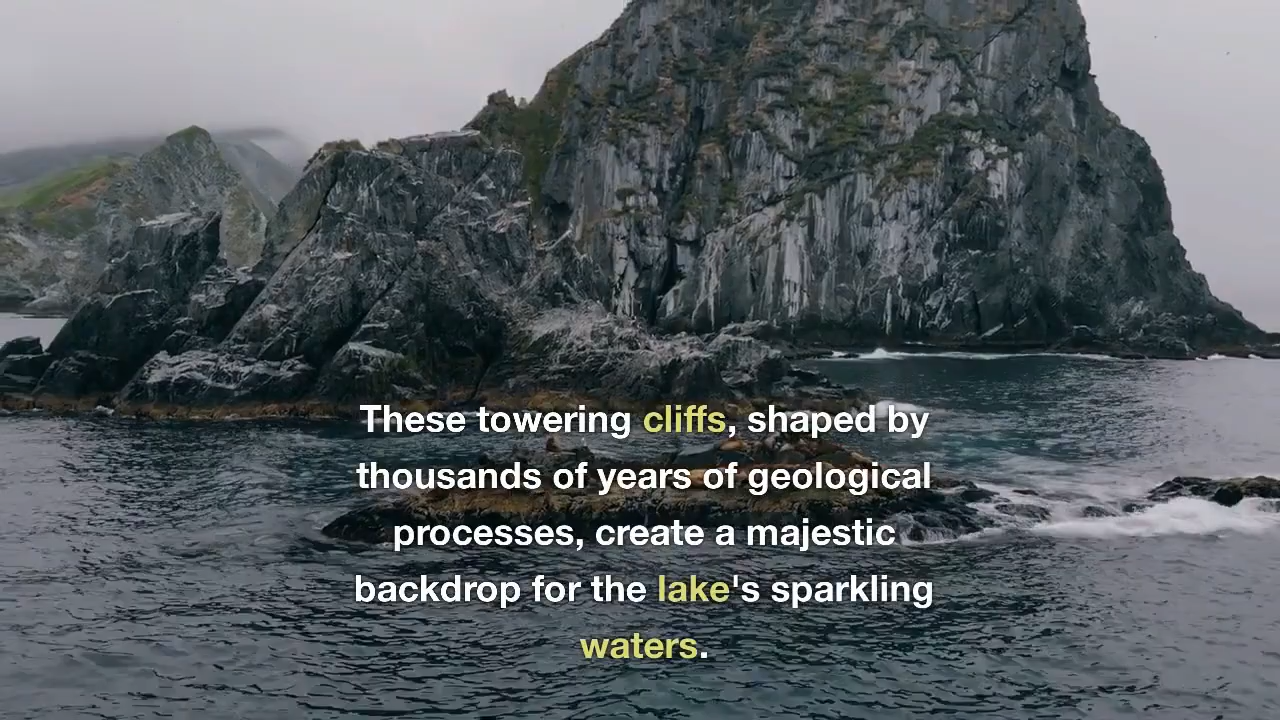 These towering cliffs, shaped by
thousands of years of geological
processes, create a majestic
backdrop for the lake's sparkling
waters.